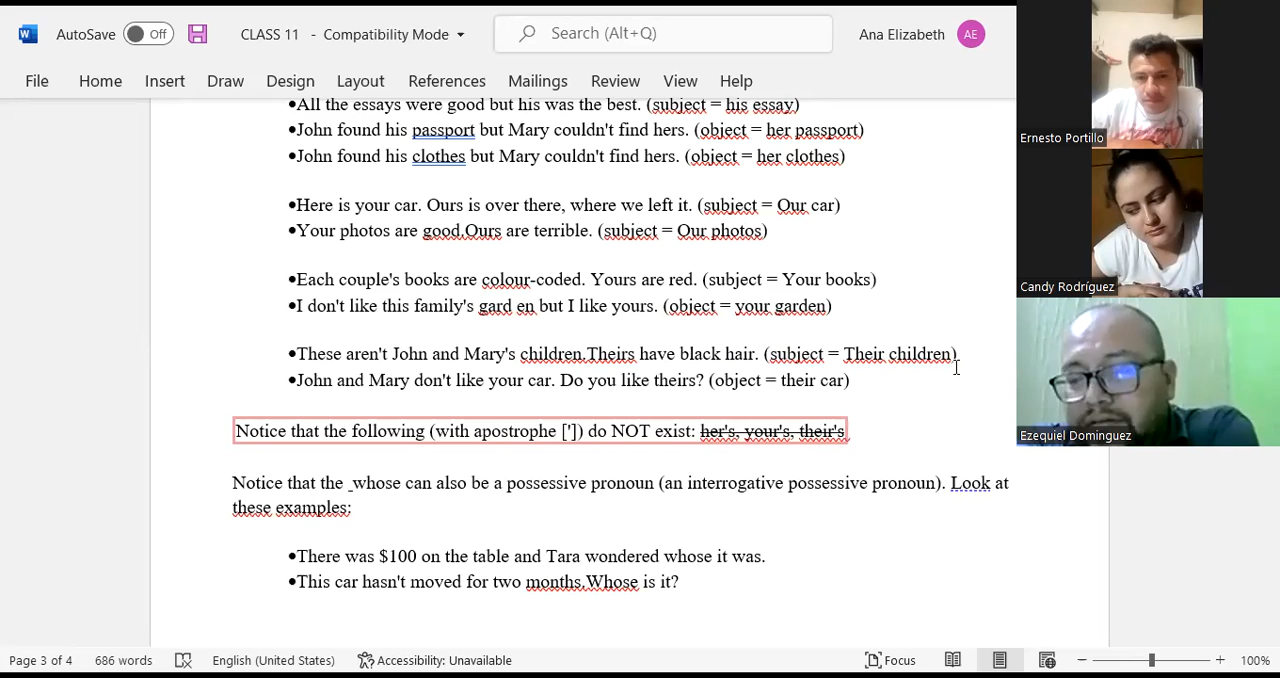 AutoSave Off CLASS 11 - Compatibility Mode Search (Alt+Q) Ana Elizabeth AE
File Home Insert Draw Design Layout References Mailings Review View Help
•All the essays were good but his was the best. (subject = his essay)
•John found his passport but Mary couldn't find hers. (object = her passport)
•John found his clothes but Mary couldn't find hers. (object = her clothes)
•Here is your car. Ours is over there, where we left it. (subject = Our car)
•Your photos are good.Ours are terrible. (subject = Our photos)
•Each couple's books are colour-coded. Yours are red. (subject = Your books)
•I don't like this family's gard en but I like yours. (object = your garden)
•These aren't John and Mary's children.Theirs have black hair. (subject = Their children)
•John and Mary don't like your car. Do you like theirs? (object = their car)
Notice that the following (with apostrophe [']) do NOT exist: her's, your's, their's
Notice that the _whose can also be a possessive pronoun (an interrogative possessive pronoun). Look at
these examples:
•There was $100 on the table and Tara wondered whose it was.
•This car hasn't moved for two months.Whose is it?
Page 3 of 4 686 words English (United States) Accessibility: Unavailable Focus 100%
Ernesto Portillo
Candy Rodríguez
Ezequiel Dominguez